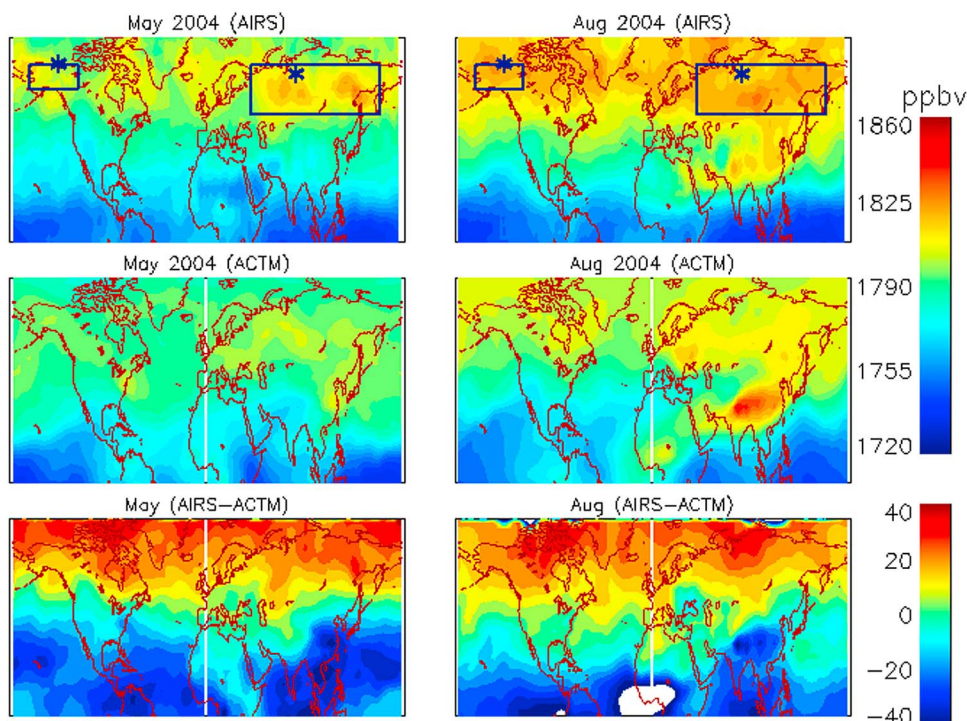 May 2004 (AIRS)
Aug 2004 (AIRS)
ppbv
1860
1825
1790
1755
1720
May 2004 (ACTM)
Aug 2004 (ACTM)
May (AIRS−ACTM)
Aug (AIRS−ACTM)
40
20
0
−20
−40